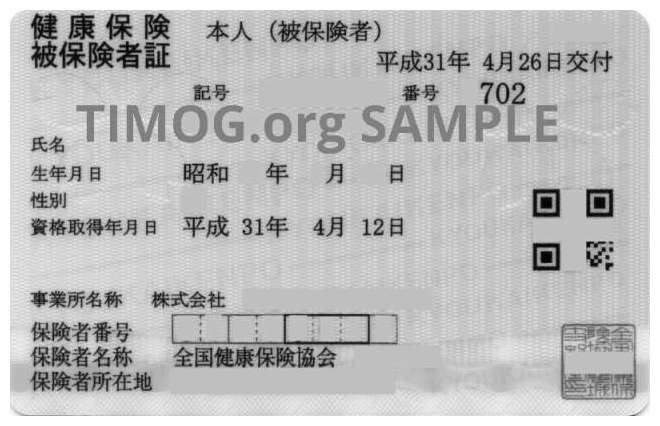 健康保険 本人（被保険者）
被保険者証
平成31年 4月26日交付
記号 番号 702
TIMOG.org SAMPLE
氏名
生年月日 昭和 年 月 日
性別
資格取得年月日 平成 31年 4月 12日
事業所名称 株式会社
保険者番号
保険者名称 全国健康保険協会
保険者所在地